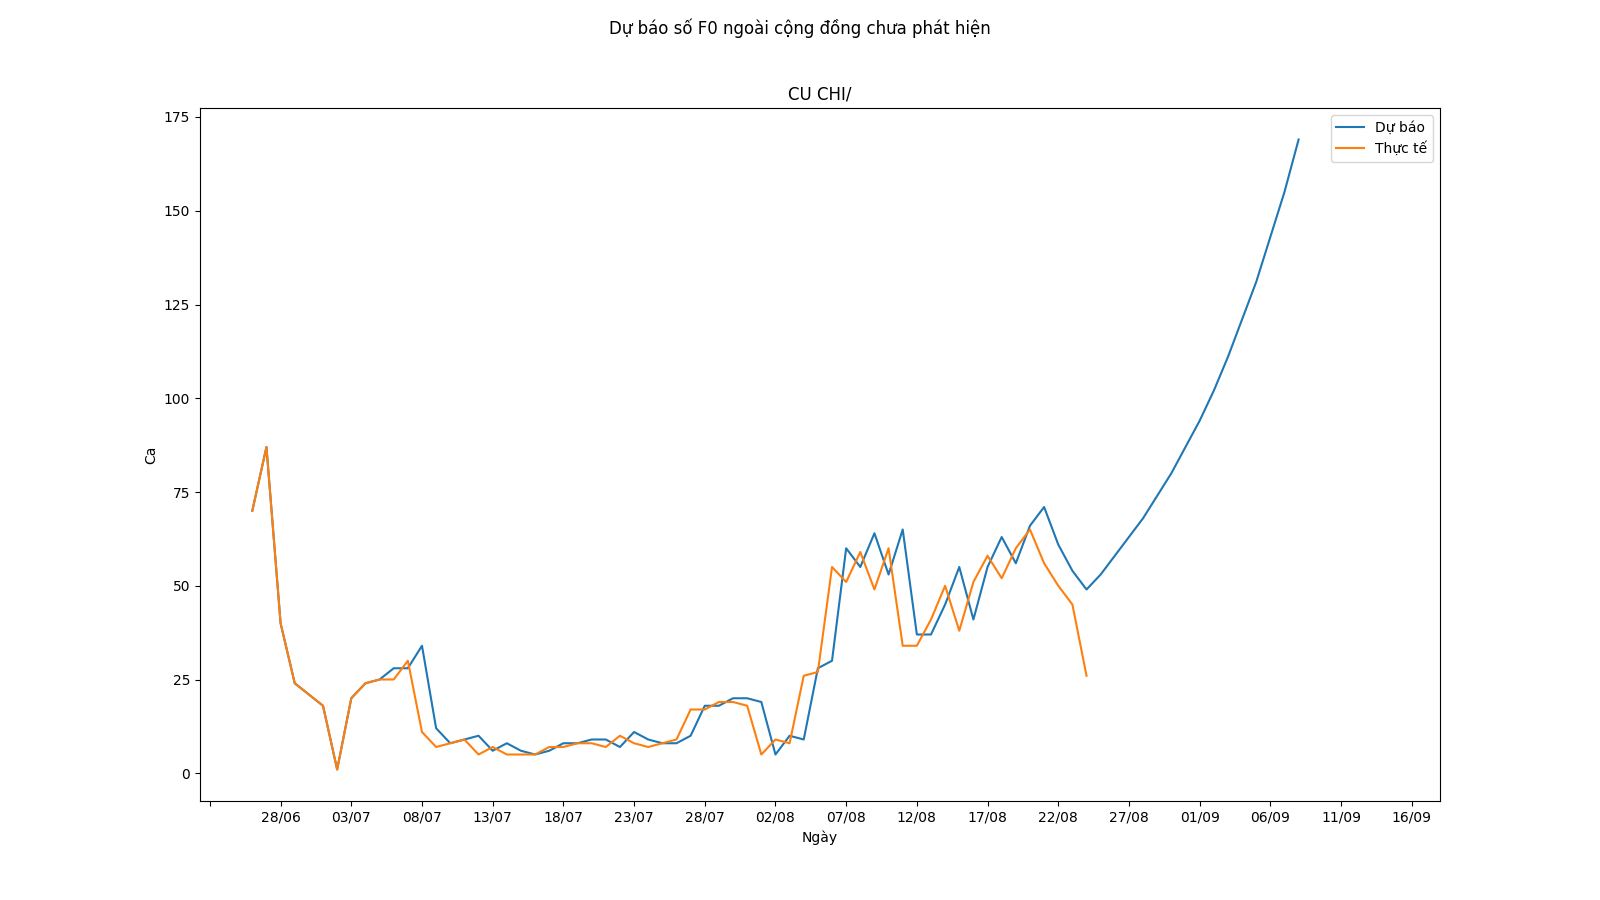 Dự báo số F0 ngoài cộng đồng chưa phát hiện
CU CHI/
Dự báo
Thực tế
175
150
125
100
75
50
25
0
Ca
28/06 03/07 08/07 13/07 18/07 23/07 28/07 02/08 07/08 12/08 17/08 22/08 27/08 01/09 06/09 11/09 16/09
Ngày